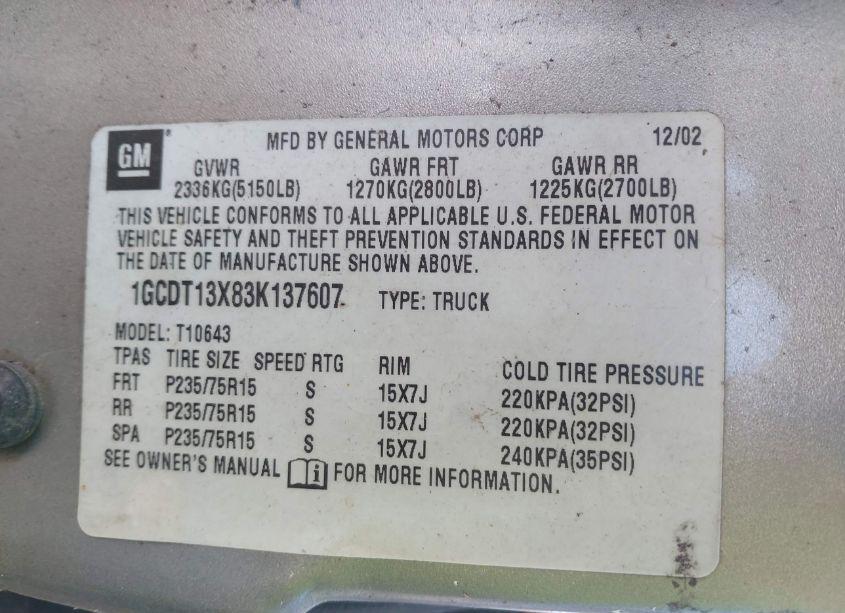 GM
MFD BY GENERAL MOTORS CORP 12/02
GVWR GAWR FRT GAWR RR
2336KG(5150LB) 1270KG(2800LB) 1225KG(2700LB)
THIS VEHICLE CONFORMS TO ALL APPLICABLE U.S. FEDERAL MOTOR
VEHICLE SAFETY AND THEFT PREVENTION STANDARDS IN EFFECT ON
THE DATE OF MANUFACTURE SHOWN ABOVE.
1GCDT13X83K137607 TYPE: TRUCK
MODEL: T10643
TPAS TIRE SIZE SPEED RTG RIM COLD TIRE PRESSURE
FRT P235/75R15 S 15X7J 220KPA(32PSI)
RR P235/75R15 S 15X7J 220KPA(32PSI)
SPA P235/75R15 S 15X7J 240KPA(35PSI)
SEE OWNER'S MANUAL i FOR MORE INFORMATION.